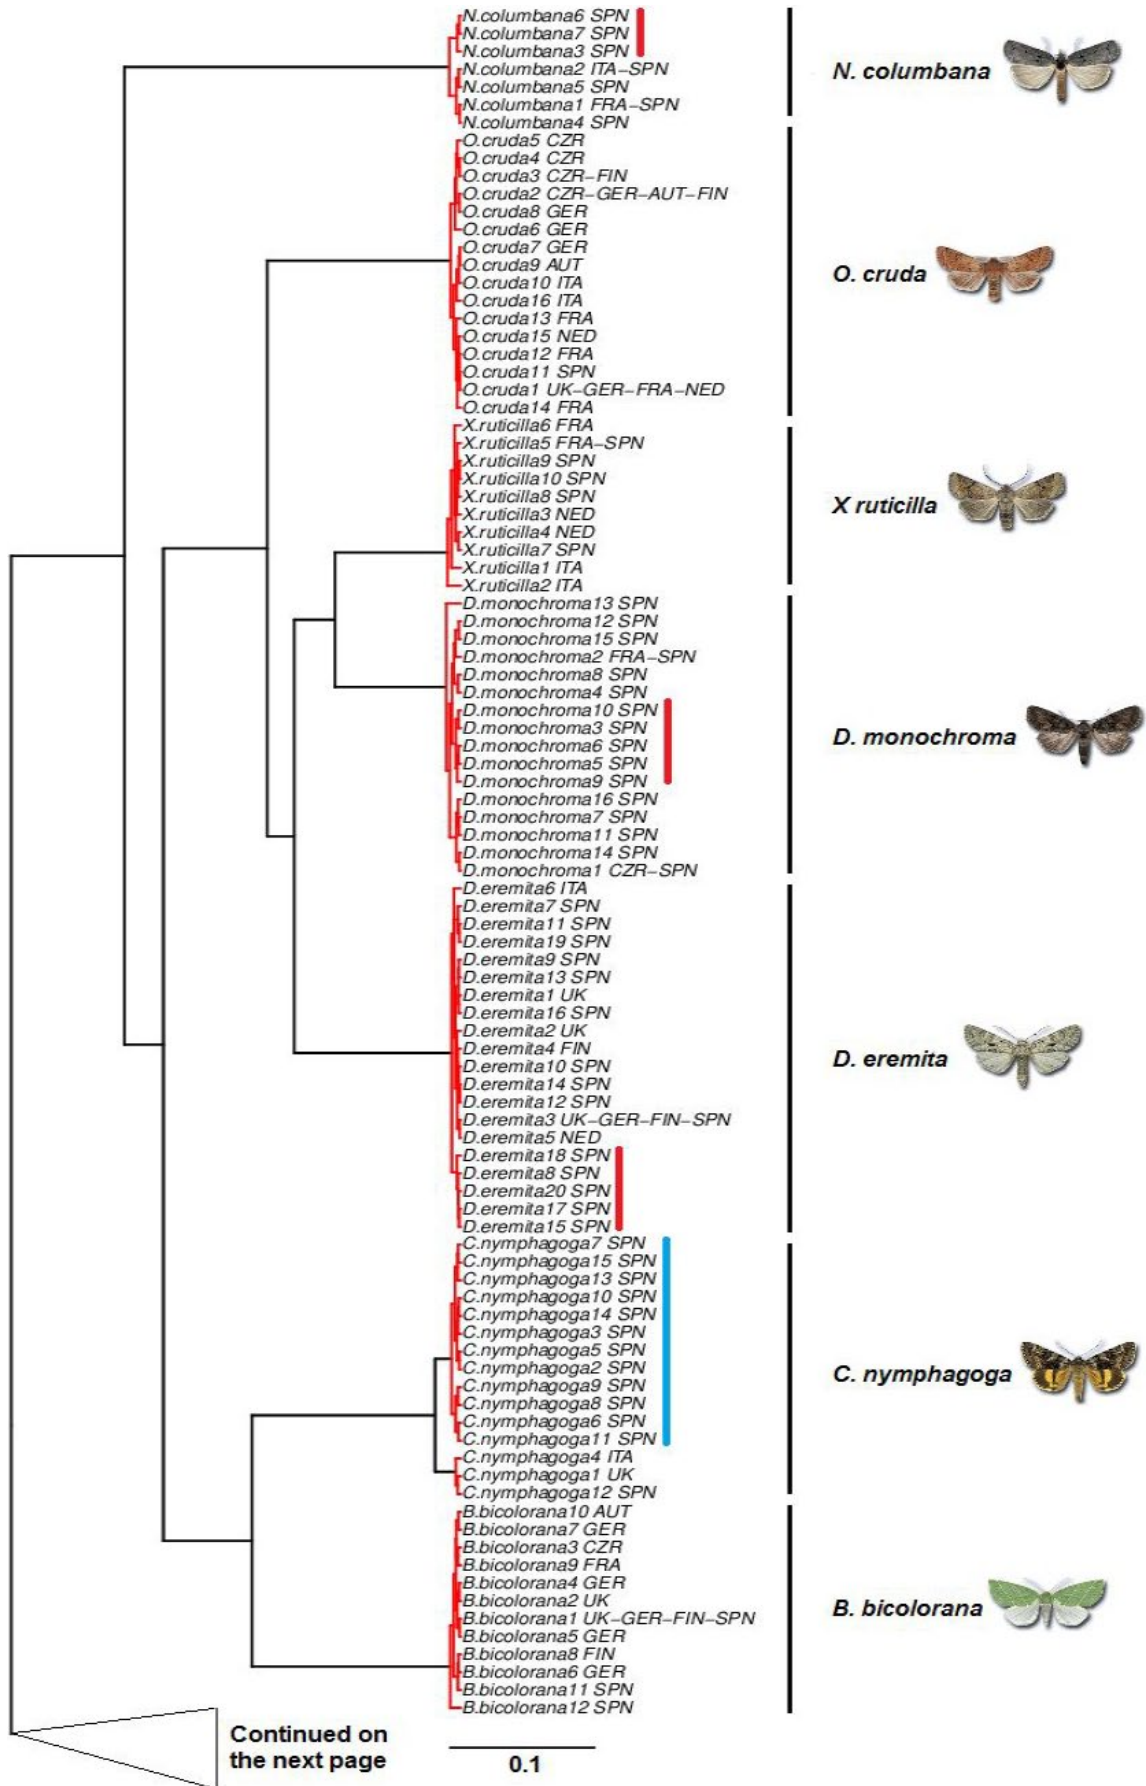 N.columbana6 SPN
N.columbana7 SPN
N.columbana3 SPN
N.columbana2 ITA−SPN
N.columbana5 SPN
N.columbana1 FRA−SPN
N.columbana4 SPN
N. columbana
O.cruda5 CZR
O.cruda4 CZR
O.cruda3 CZR−FIN
O.cruda2 CZR−GER−AUT−FIN
O.cruda8 GER
O.cruda6 GER
O.cruda7 GER
O.cruda9 AUT
O.cruda10 ITA
O.cruda16 ITA
O.cruda13 FRA
O.cruda15 NED
O.cruda12 FRA
O.cruda11 SPN
O.cruda1 UK−GER−FRA−NED
O.cruda14 FRA
O. cruda
X.ruticilla6 FRA
X.ruticilla5 FRA−SPN
X.ruticilla9 SPN
X.ruticilla10 SPN
X.ruticilla8 SPN
X.ruticilla3 NED
X.ruticilla4 NED
X.ruticilla7 SPN
X.ruticilla1 ITA
X.ruticilla2 ITA
X ruticilla
D.monochroma13 SPN
D.monochroma12 SPN
D.monochroma15 SPN
D.monochroma2 FRA−SPN
D.monochroma8 SPN
D.monochroma4 SPN
D.monochroma10 SPN
D.monochroma3 SPN
D.monochroma6 SPN
D.monochroma5 SPN
D.monochroma9 SPN
D.monochroma16 SPN
D.monochroma7 SPN
D.monochroma11 SPN
D.monochroma14 SPN
D.monochroma1 CZR−SPN
D. monochroma
D.eremita6 ITA
D.eremita7 SPN
D.eremita11 SPN
D.eremita19 SPN
D.eremita9 SPN
D.eremita13 SPN
D.eremita1 UK
D.eremita16 SPN
D.eremita2 UK
D.eremita4 FIN
D.eremita10 SPN
D.eremita14 SPN
D.eremita12 SPN
D.eremita3 UK−GER−FIN−SPN
D.eremita5 NED
D.eremita18 SPN
D.eremita8 SPN
D.eremita20 SPN
D.eremita17 SPN
D.eremita15 SPN
D. eremita
C.nymphagoga7 SPN
C.nymphagoga15 SPN
C.nymphagoga13 SPN
C.nymphagoga10 SPN
C.nymphagoga14 SPN
C.nymphagoga3 SPN
C.nymphagoga5 SPN
C.nymphagoga2 SPN
C.nymphagoga9 SPN
C.nymphagoga8 SPN
C.nymphagoga6 SPN
C.nymphagoga11 SPN
C.nymphagoga4 ITA
C.nymphagoga1 UK
C.nymphagoga12 SPN
C. nymphagoga
B.bicolorana10 AUT
B.bicolorana7 GER
B.bicolorana3 CZR
B.bicolorana9 FRA
B.bicolorana4 GER
B.bicolorana2 UK
B.bicolorana1 UK−GER−FIN−SPN
B.bicolorana5 GER
B.bicolorana8 FIN
B.bicolorana6 GER
B.bicolorana11 SPN
B.bicolorana12 SPN
B. bicolorana
Continued on
the next page
0.1